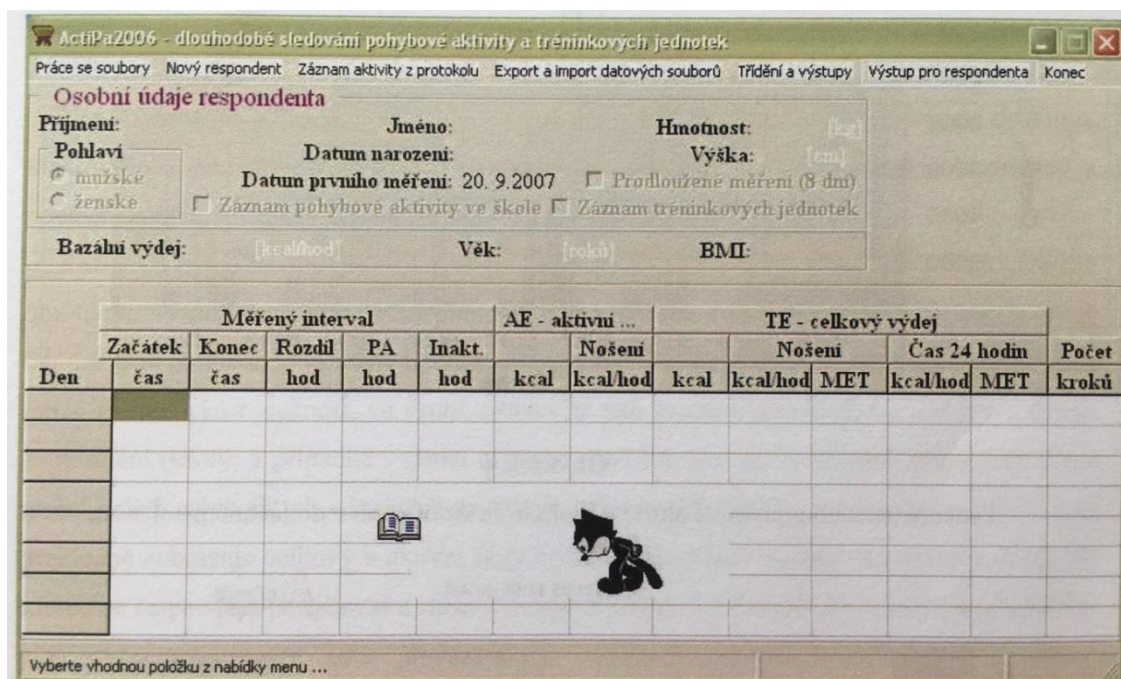 ActiPa2006 - dlouhodobé sledování pohybové aktivity a tréninkových jednotek
Práce se soubory Nový respondent Záznam aktivity z protokolu Export a import datových souborů Třídění a výstupy Výstup pro respondenta Konec
Osobní údaje respondenta
Příjmení: Jméno: Hmotnost: [kg]
Pohlaví Datum narození: Výška: [cm]
mužské Datum prvního měření: 20. 9.2007 Prodloužené měření (8 dní)
ženské Záznam pohybové aktivity ve škole Záznam tréninkových jednotek
Bazální výdej: [kcal/hod] Věk: [roků] BMI:
Měřený interval AE - aktivní ... TE - celkový výdej
Začátek Konec Rozdíl PA Inakt. Nošení Nošení Čas 24 hodin Počet
Den čas čas hod hod hod kcal kcal/hod kcal kcal/hod MET kcal/hod MET kroků
Vyberte vhodnou položku z nabídky menu ...